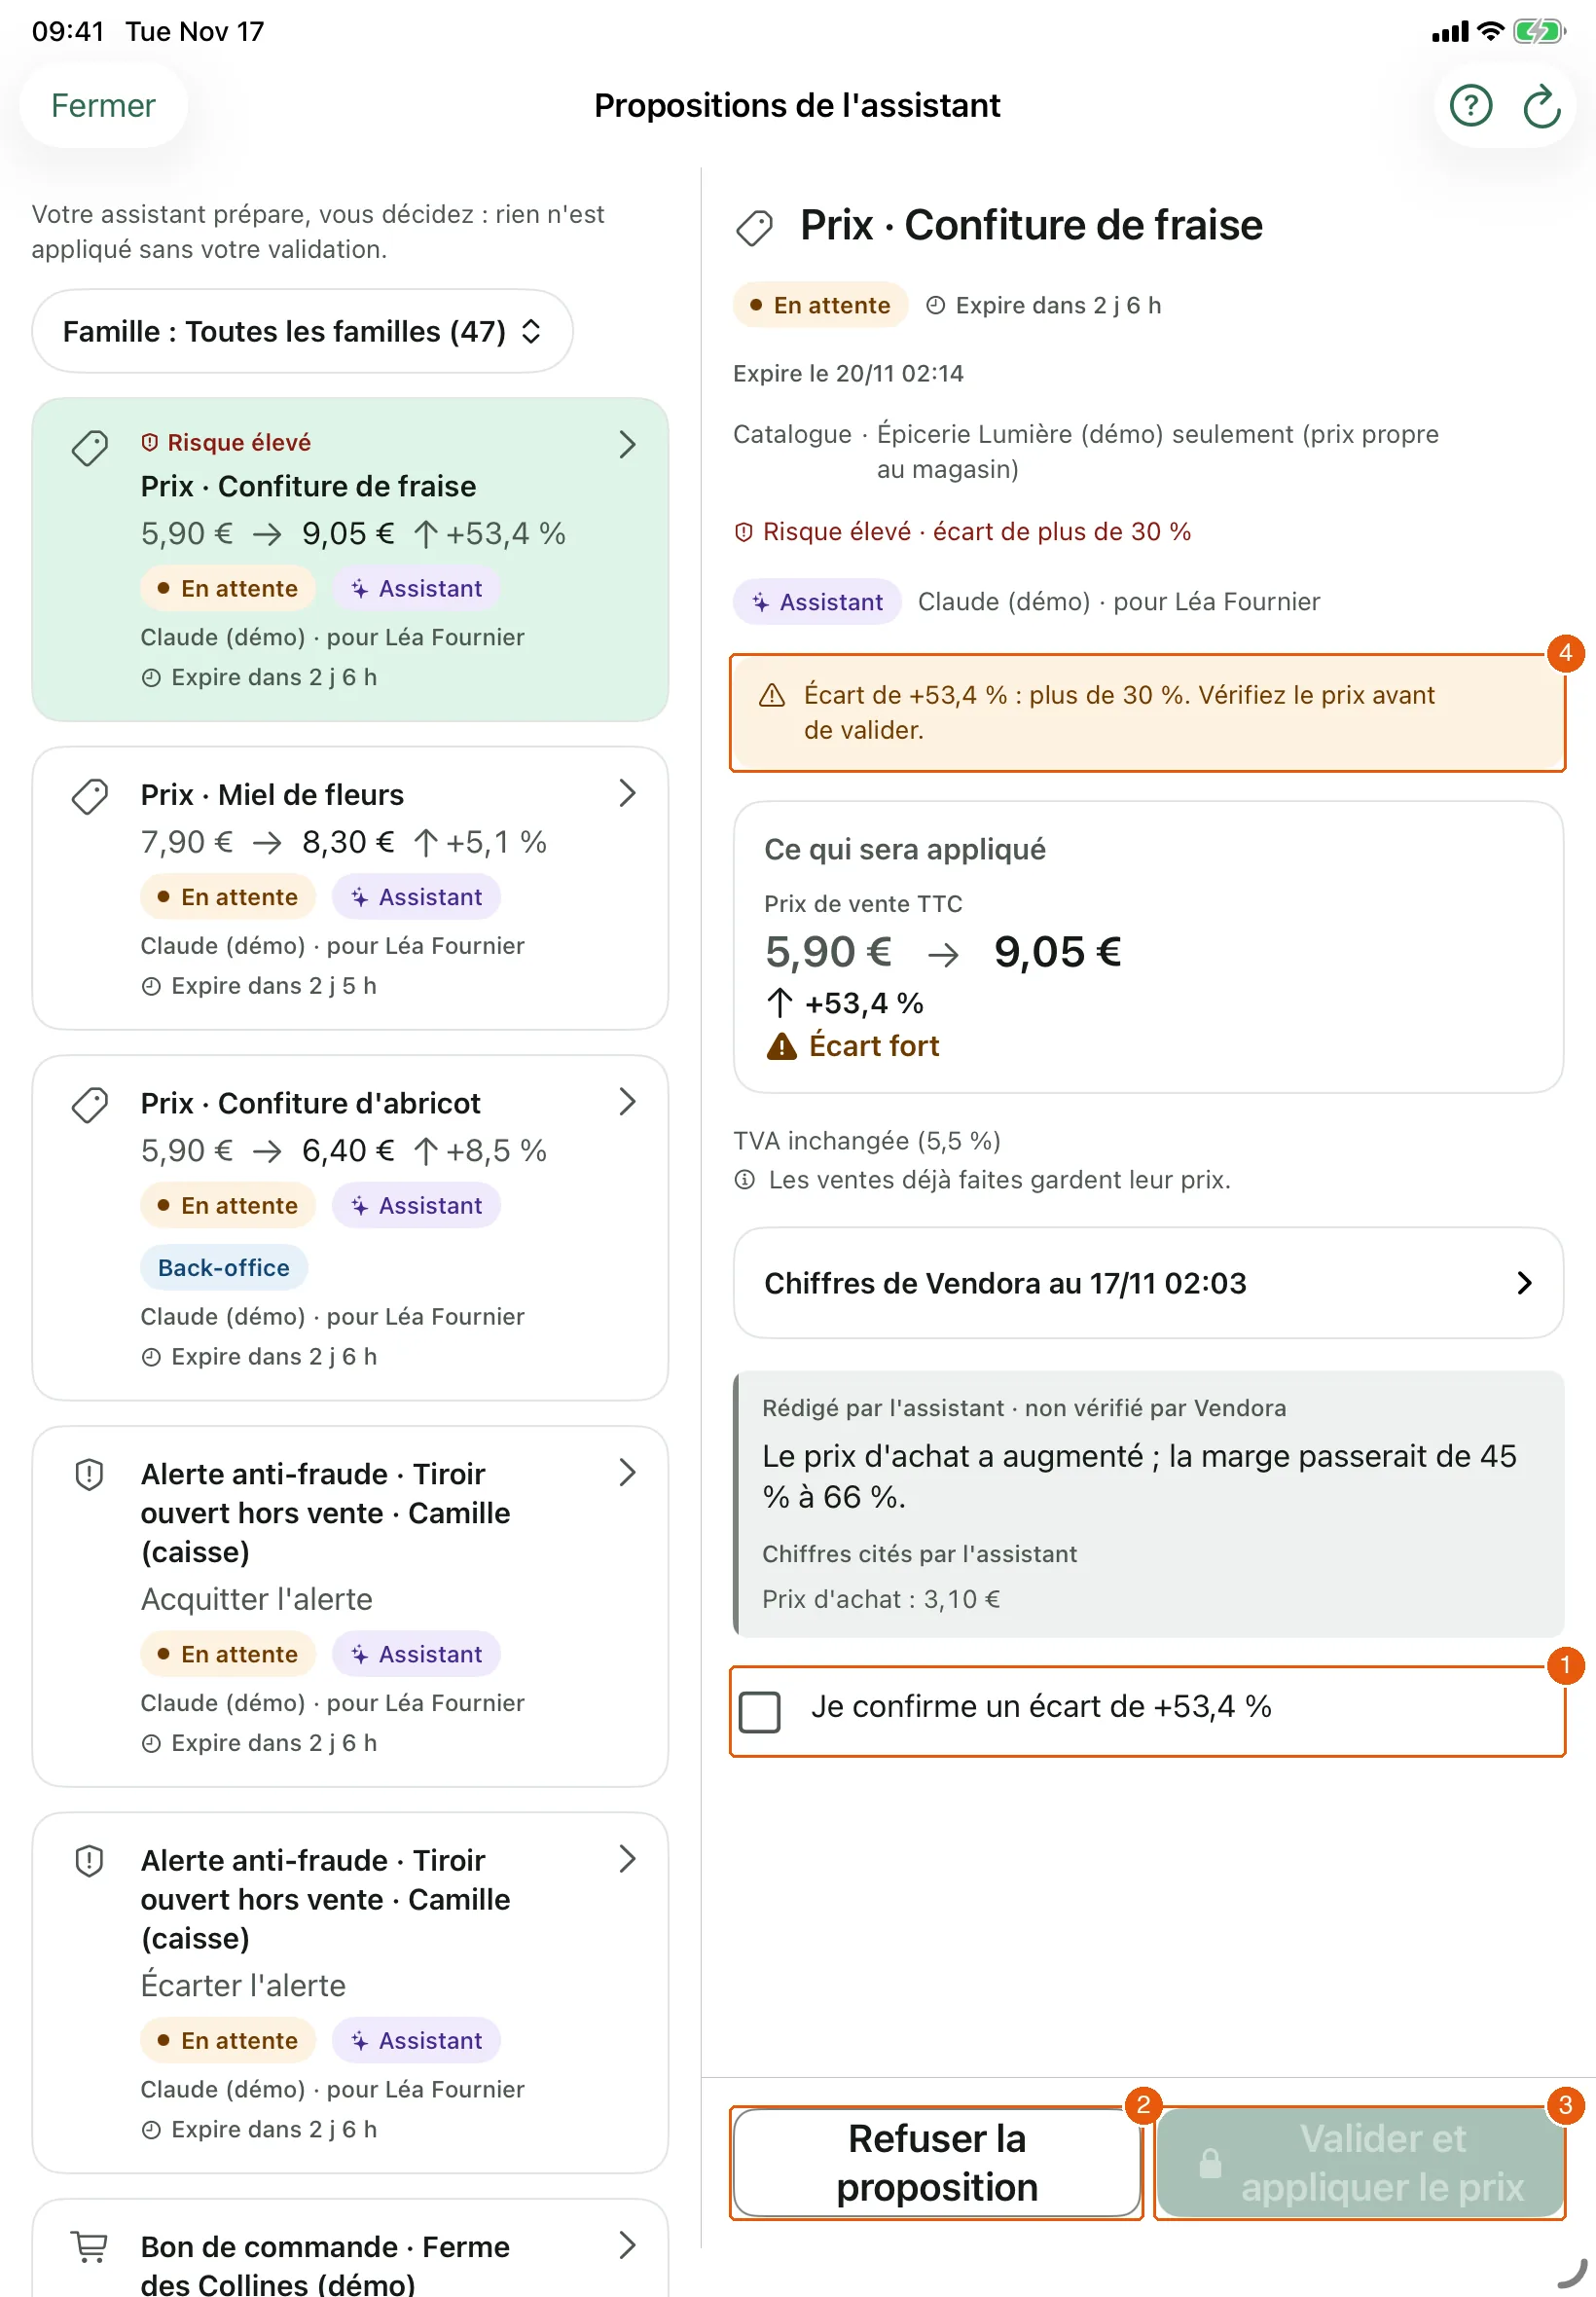 09:41 Tue Nov 17
Fermer
Propositions de l'assistant
?
Votre assistant prépare, vous décidez : rien n'est
appliqué sans votre validation.
Famille : Toutes les familles (47)
Risque élevé
Prix · Confiture de fraise
5,90 € → 9,05 € ↑ +53,4 %
En attente
Assistant
Claude (démo) · pour Léa Fournier
Expire dans 2 j 6 h
Prix · Miel de fleurs
7,90 € → 8,30 € ↑ +5,1 %
En attente
Assistant
Claude (démo) · pour Léa Fournier
Expire dans 2 j 5 h
Prix · Confiture d'abricot
5,90 € → 6,40 € ↑ +8,5 %
En attente
Assistant
Back-office
Claude (démo) · pour Léa Fournier
Expire dans 2 j 6 h
Alerte anti-fraude · Tiroir
ouvert hors vente · Camille
(caisse)
Acquitter l'alerte
En attente
Assistant
Claude (démo) · pour Léa Fournier
Expire dans 2 j 6 h
Alerte anti-fraude · Tiroir
ouvert hors vente · Camille
(caisse)
Écarter l'alerte
En attente
Assistant
Claude (démo) · pour Léa Fournier
Expire dans 2 j 6 h
Bon de commande · Ferme
des Collines (démo)
Prix · Confiture de fraise
En attente
Expire dans 2 j 6 h
Expire le 20/11 02:14
Catalogue · Épicerie Lumière (démo) seulement (prix propre
au magasin)
Risque élevé · écart de plus de 30 %
Assistant
Claude (démo) · pour Léa Fournier
4
Écart de +53,4 % : plus de 30 %. Vérifiez le prix avant
de valider.
Ce qui sera appliqué
Prix de vente TTC
5,90 € → 9,05 €
↑ +53,4 %
Écart fort
TVA inchangée (5,5 %)
Les ventes déjà faites gardent leur prix.
Chiffres de Vendora au 17/11 02:03
Rédigé par l'assistant · non vérifié par Vendora
Le prix d'achat a augmenté ; la marge passerait de 45
% à 66 %.
Chiffres cités par l'assistant
Prix d'achat : 3,10 €
1
Je confirme un écart de +53,4 %
2
Refuser la
proposition
3
Valider et
appliquer le prix